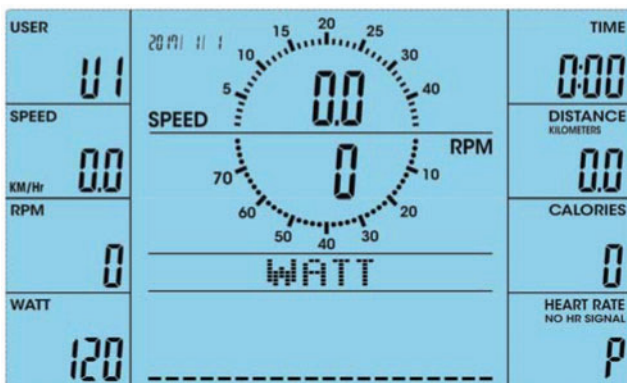 USER
U1
SPEED
KM/Hr 0.0
RPM
0
WATT
120
2017/ 1/ 1
5 10 15 20 25 30 40
SPEED 0.0
RPM
0
70 60 50 40 30 20 10
WATT
TIME
0:00
DISTANCE
KILOMETERS
0.0
CALORIES
0
HEART RATE
NO HR SIGNAL
P